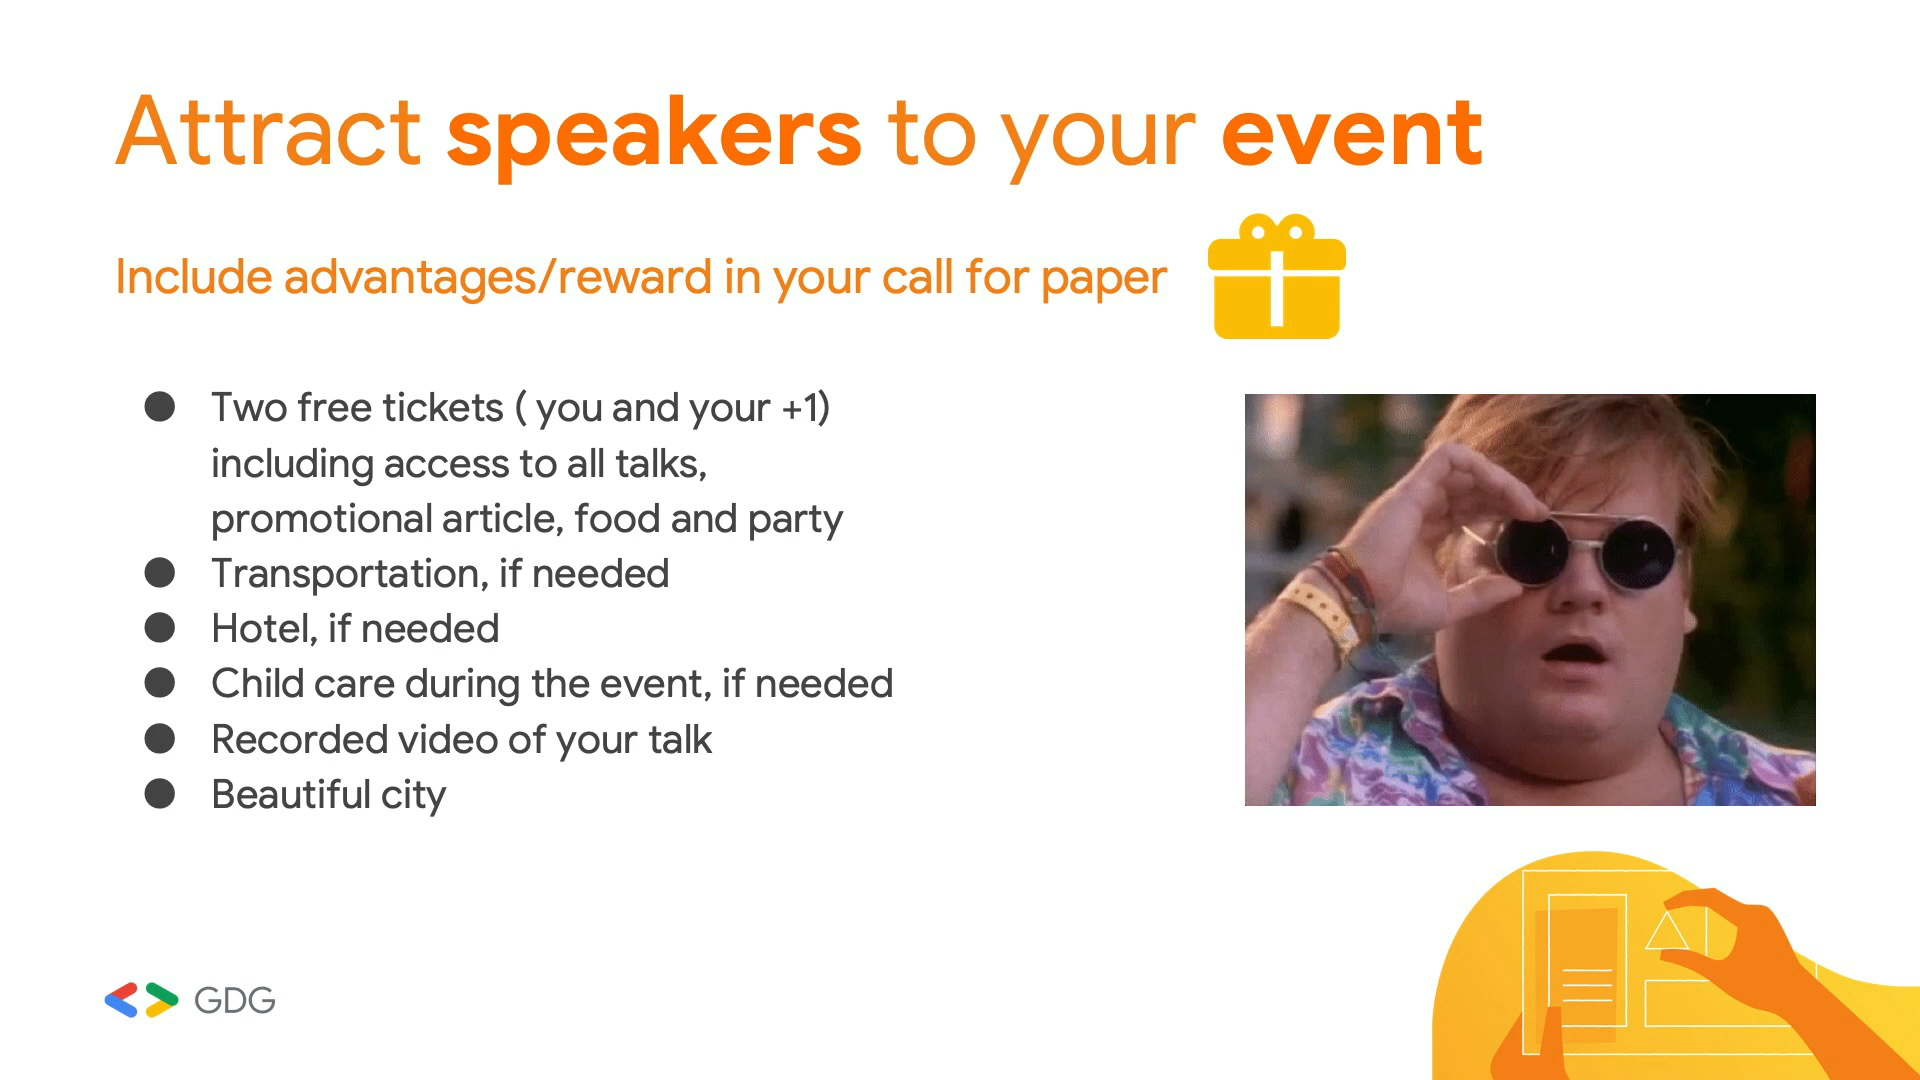 Attract speakers to your event
Include advantages/reward in your call for paper
● Two free tickets ( you and your +1)
including access to all talks,
promotional article, food and party
● Transportation, if needed
● Hotel, if needed
● Child care during the event, if needed
● Recorded video of your talk
● Beautiful city
GDG